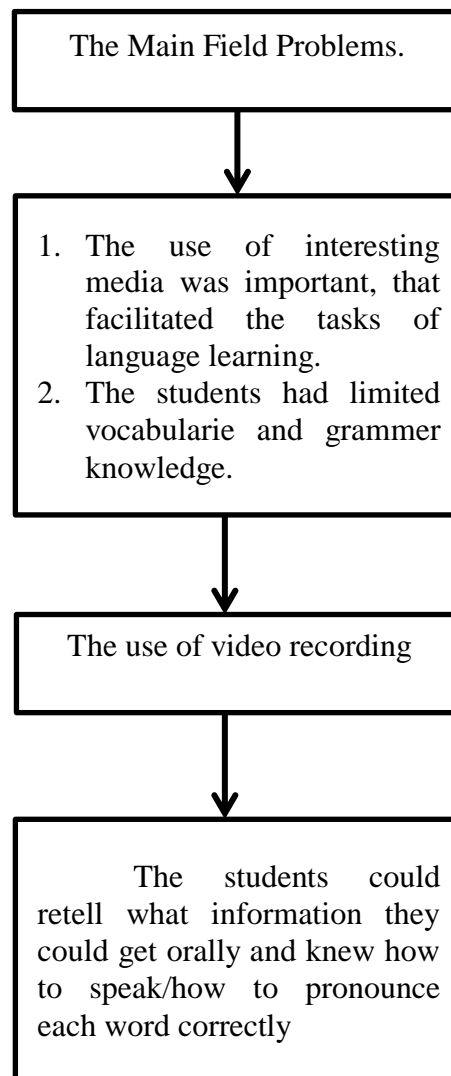 The Main Field Problems.
1. The use of interesting
media was important, that
facilitated the tasks of
language learning.
2. The students had limited
vocabularie and grammer
knowledge.
The use of video recording
The students could
retell what information they
could get orally and knew how
to speak/how to pronounce
each word correctly